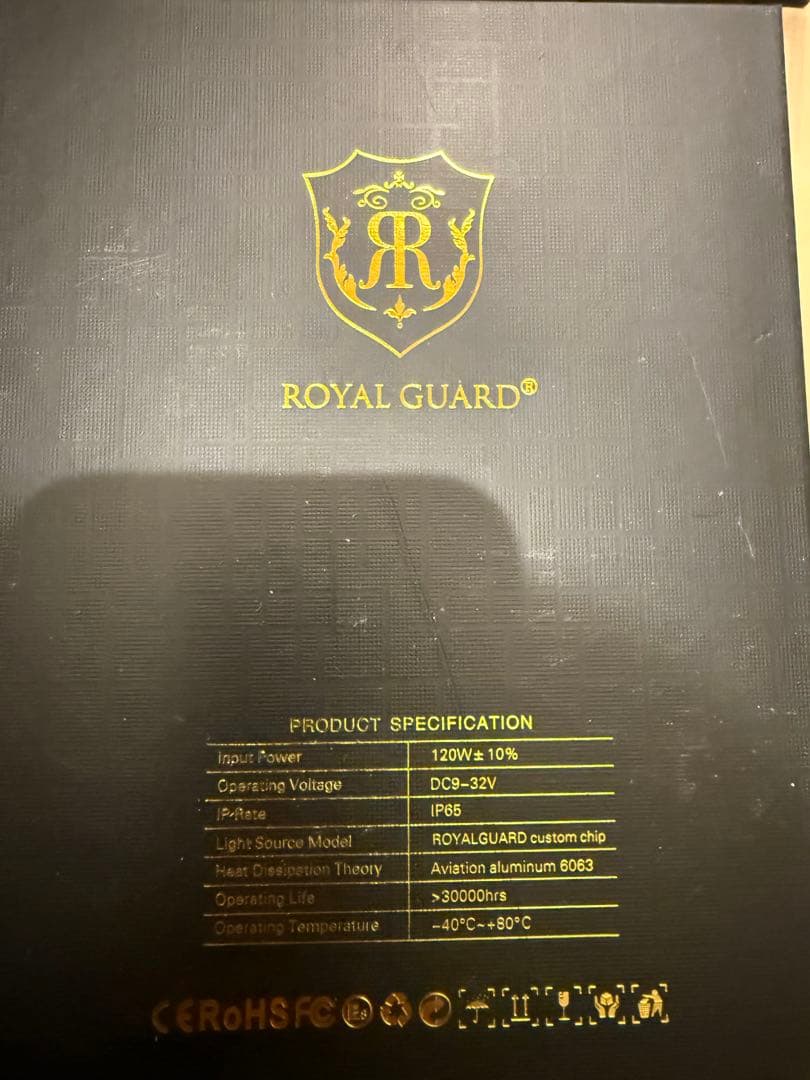 RR
ROYAL GUARD®
PRODUCT SPECIFICATION
Input Power 120W±10%
Operating Voltage DC9-32V
IP-Rate IP65
Light Source Model ROYALGUARD custom chip
Heat Dissipation Theory Aviation aluminum 6063
Operating Life >30000hrs
Operating Temperature -40°C~+80°C
CE RoHS FC